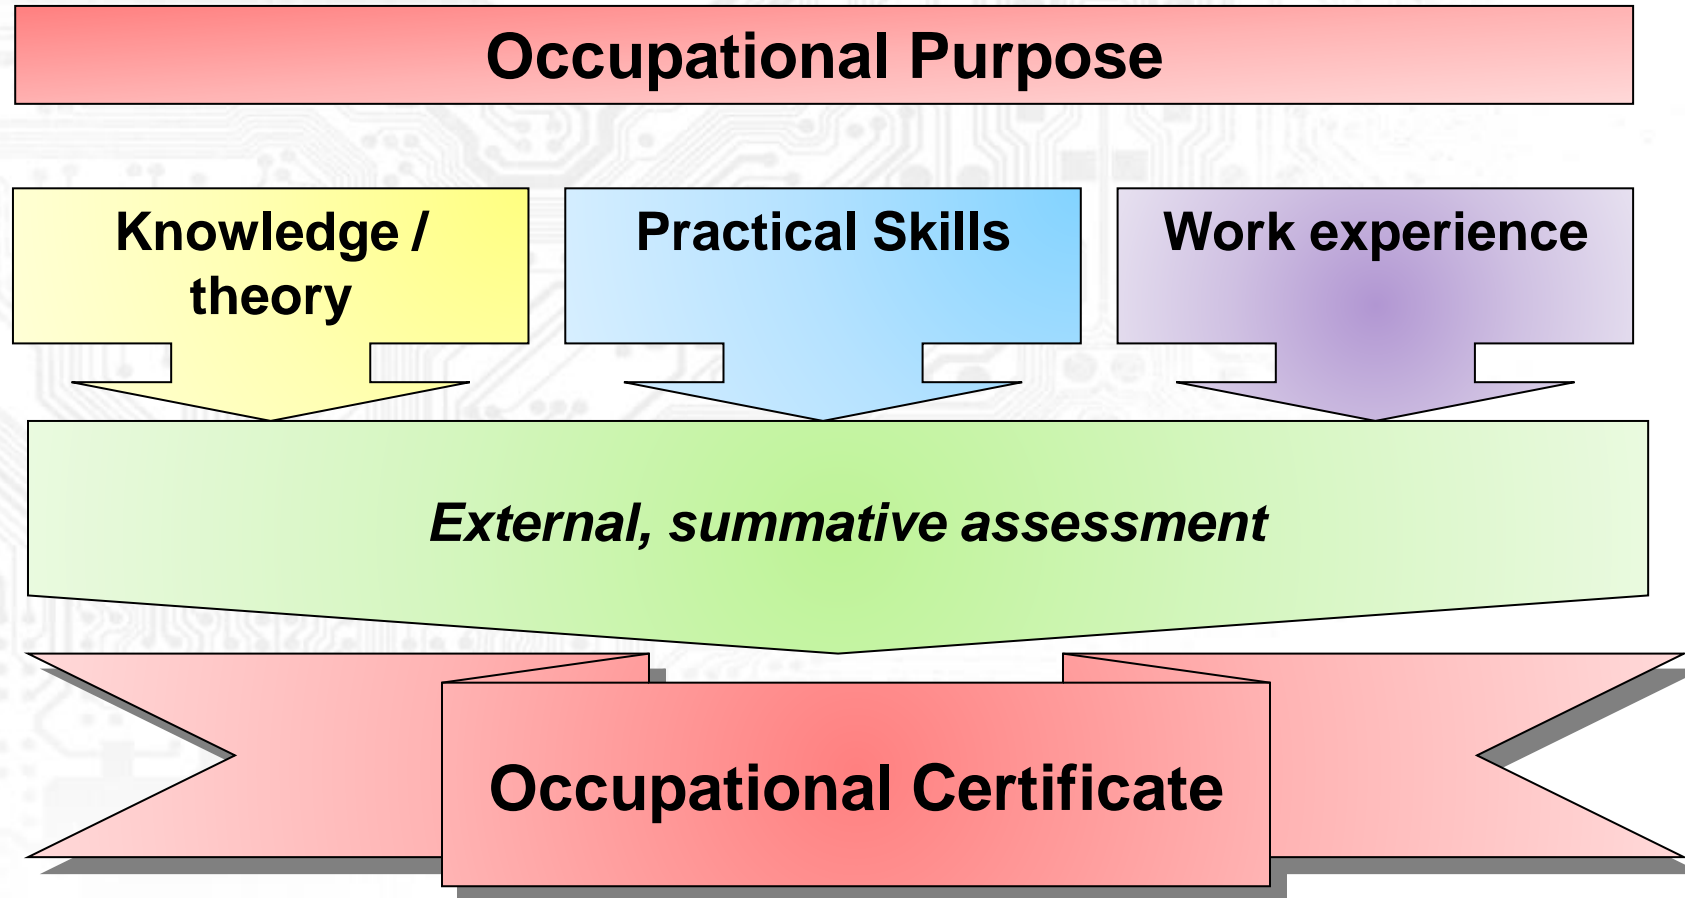 Occupational Purpose
Knowledge /
theory
Practical Skills
Work experience
External, summative assessment
Occupational Certificate